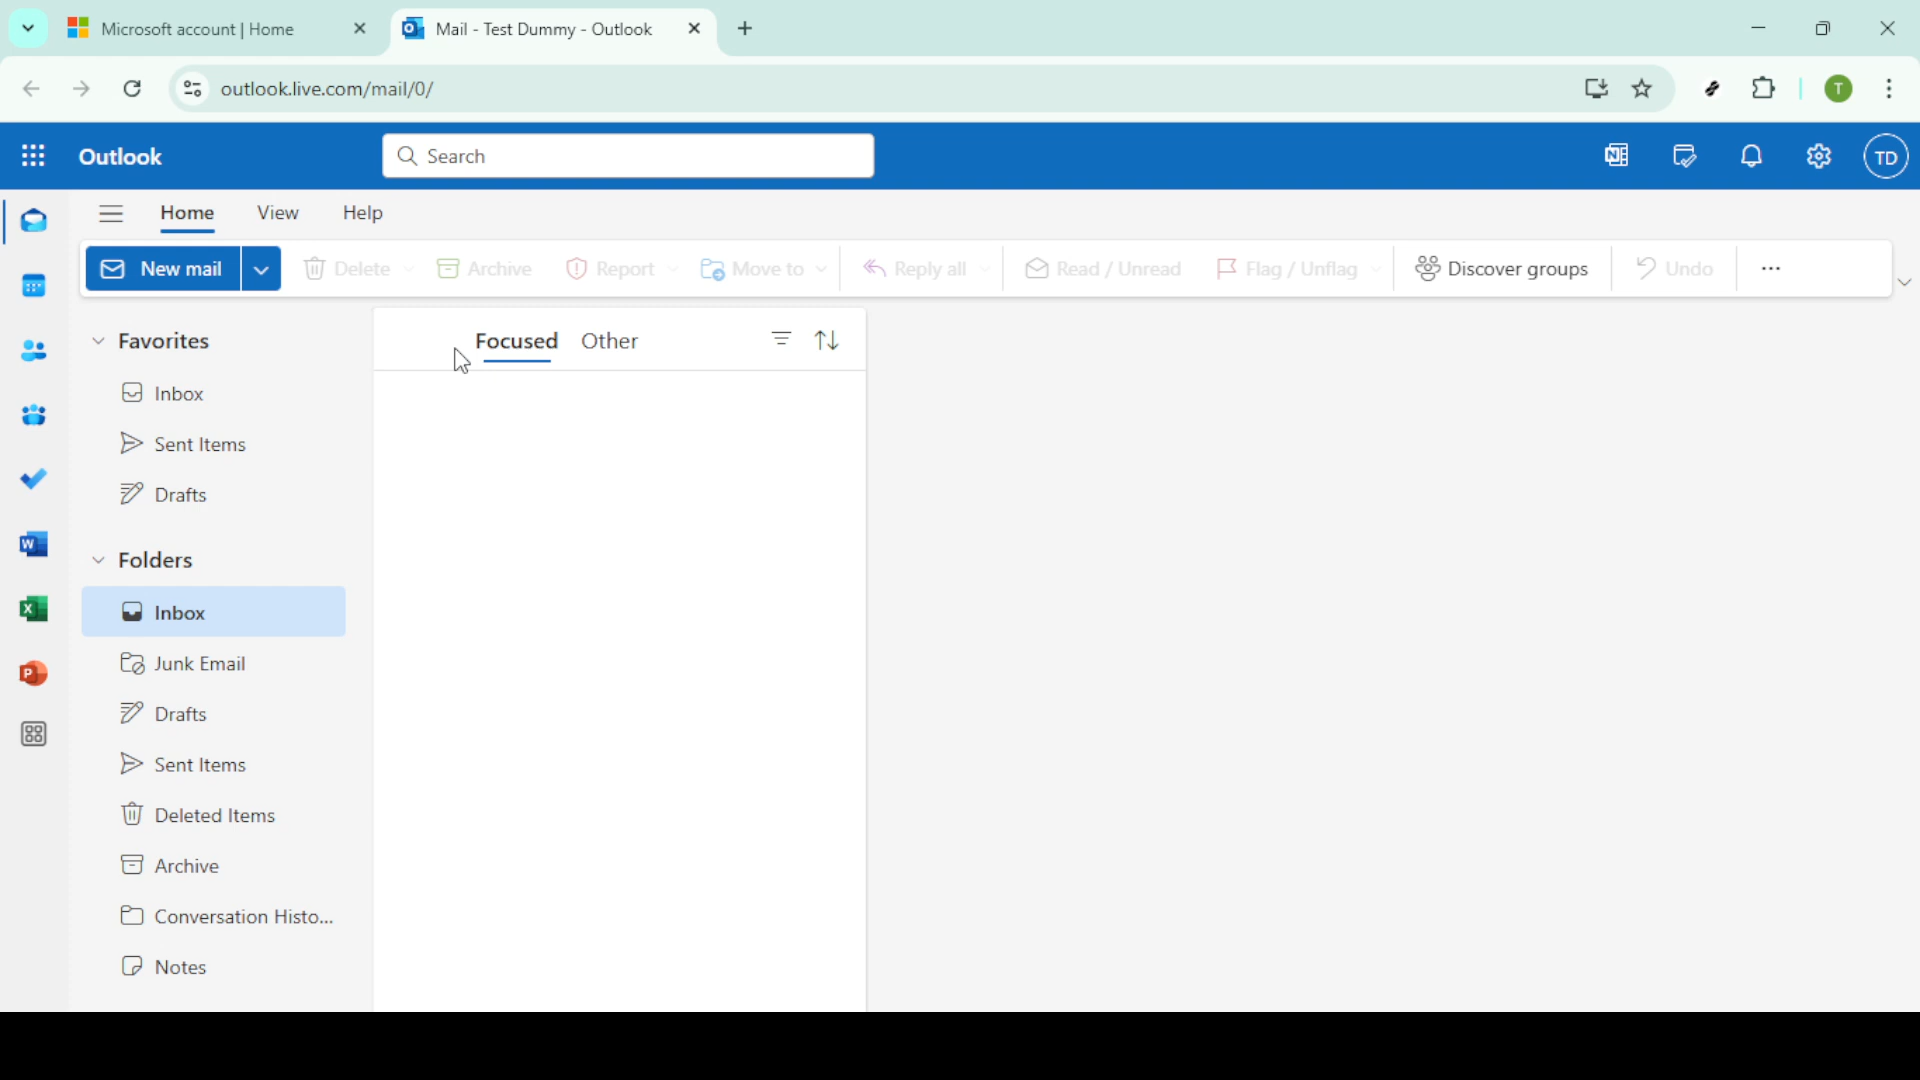 Microsoft account | Home
Mail - Test Dummy - Outlook
outlook.live.com/mail/0/
T
Outlook
Search
TD
Home View Help
New mail Delete Archive Report Move to Reply all Read / Unread Flag / Unflag Discover groups Undo
Favorites
Inbox
Sent Items
Drafts
Folders
Inbox
Junk Email
Drafts
Sent Items
Deleted Items
Archive
Conversation Histo...
Notes
Focused Other